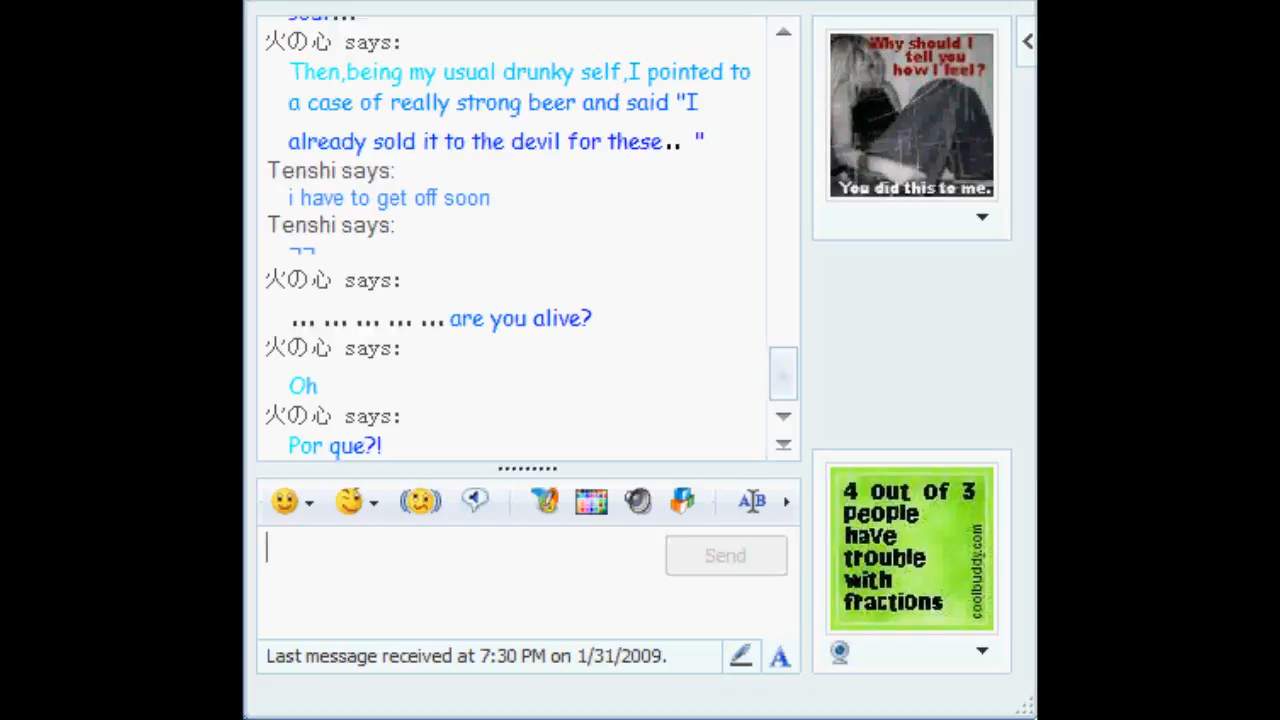 火の心 says:
Then,being my usual drunky self,I pointed to
a case of really strong beer and said "I
already sold it to the devil for these.. "
Tenshi says:
i have to get off soon
Tenshi says:
¬¬
火の心 says:
... ... ... ... ... are you alive?
火の心 says:
Oh
火の心 says:
Por que?!
Send
Last message received at 7:30 PM on 1/31/2009.
Why should I
tell you
how I feel?
You did this to me.
4 out of 3
people
have
trouble
with
fractions
coolbuddy.com